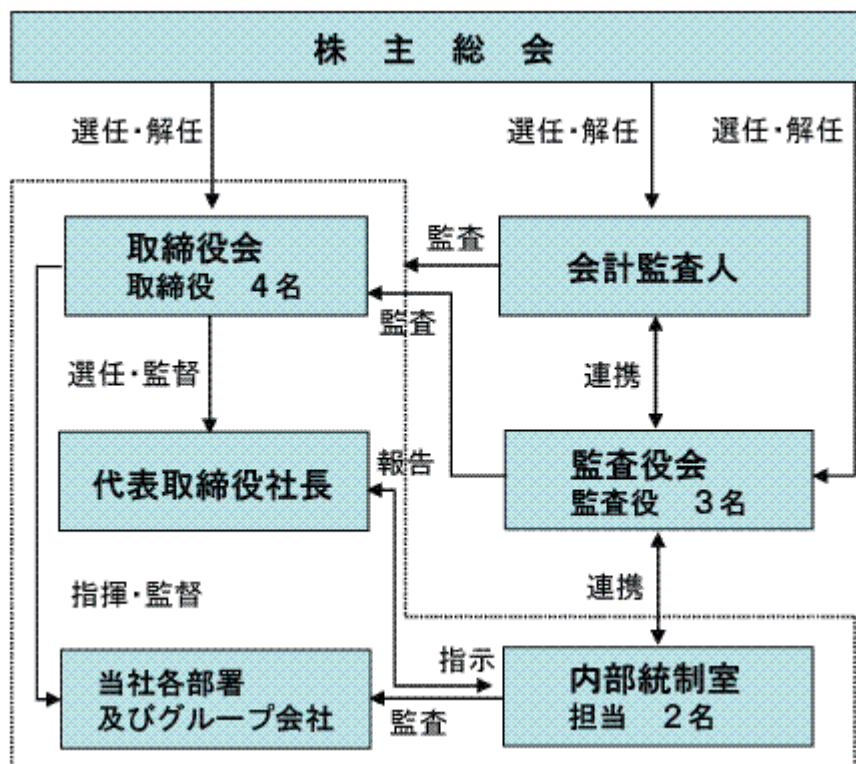 株 主 総 会
選任・解任
選任・解任
選任・解任
取締役会
取締役 4名
監査
会計監査人
監査
選任・監督
連携
代表取締役社長
報告
監査役会
監査役 3名
指揮・監督
連携
指示
当社各部署
及びグループ会社
監査
内部統制室
担当 2名